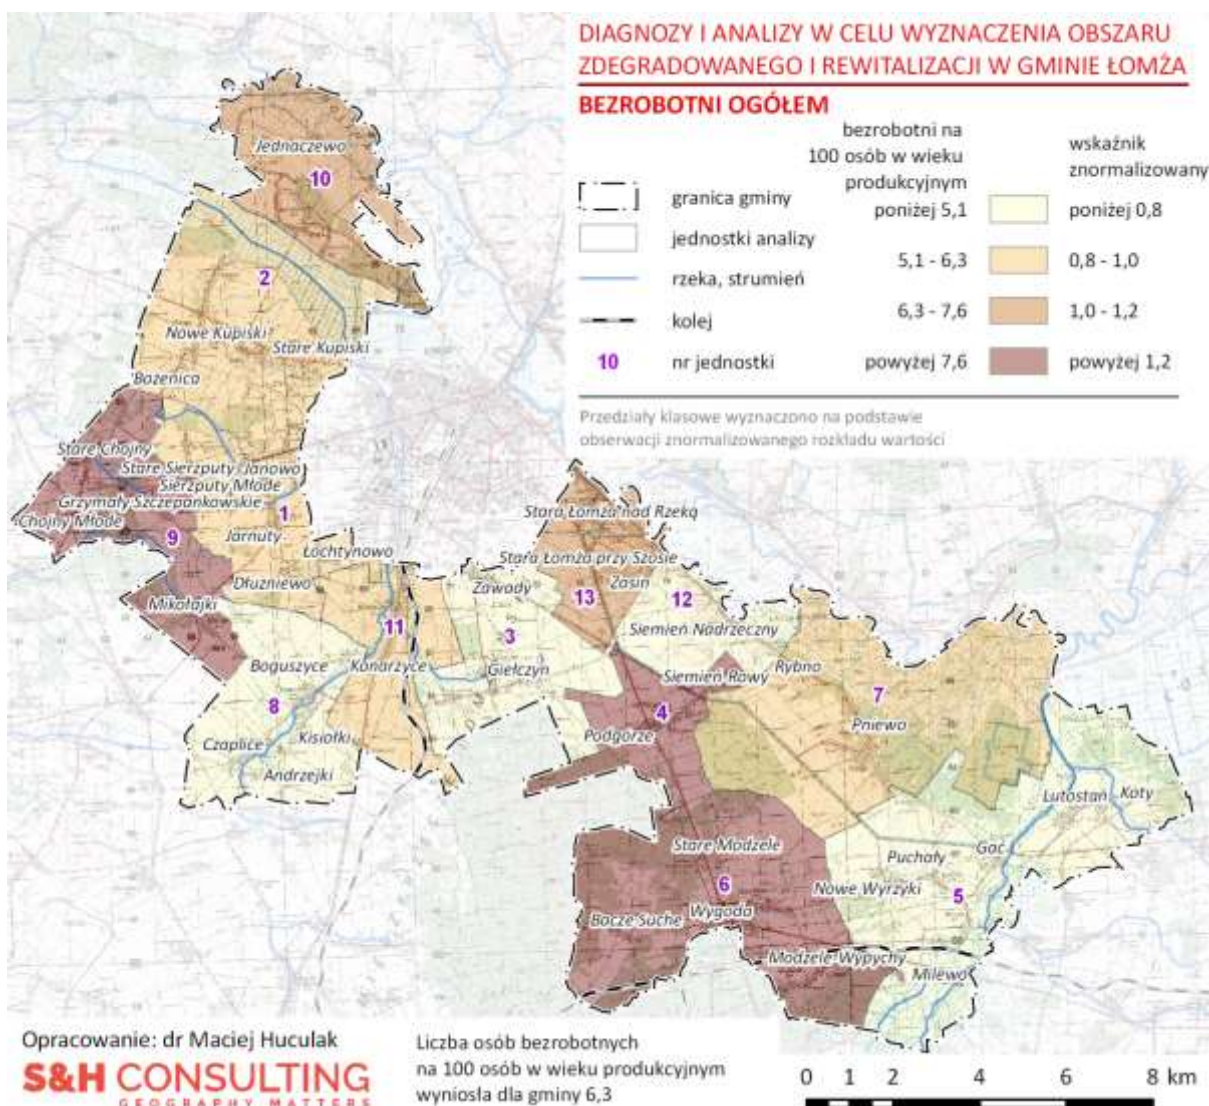 DIAGNOZY I ANALIZY W CELU WYZNACZENIA OBSZARU
ZDEGRADOWANEGO I REWITALIZACJI W GMINIE ŁOMŻA
BEZROBOTNI OGÓŁEM
bezrobotni na
100 osób w wieku
produkcyjnym
wskaźnik
znormalizowany
granica gminy
poniżej 5,1
poniżej 0,8
jednostki analizy
5,1 - 6,3
0,8 - 1,0
rzeka, strumień
6,3 - 7,6
1,0 - 1,2
kolej
10 nr jednostki
powyżej 7,6
powyżej 1,2
Przedziały klasowe wyznaczono na podstawie
obserwacji znormalizowanego rozkładu wartości
Jednaczewo
10
2
Nowe Kupiski
Stare Kupiski
Bożenica
Stare Chojny
Stare Sierzputy
Janowo
Sierzputy Młode
Grzymały Szczepankowskie
1
Chojny Młode
9
Jarnuty
Łochtynowo
Dłużniewo
Mikołajki
11
Boguszyce
Konarzyce
8
Czaplice
Kisiołki
Andrzejki
Stara Łomża nad Rzeką
Stara Łomża przy Szosie
Zawady
13
Zosin
12
3
Siemień Nadrzeczny
Giełczyn
Siemień Rowy
Rybno
7
4
Pniewo
Podgórze
Lutostań
Koty
Stare Modzele
Gać
Puchały
6
Nowe Wyrzyki
5
Bacze Suche
Wygoda
Modzele Wypychy
Milewo
Opracowanie: dr Maciej Huculak
S&H CONSULTING
GEOGRAPHY MATTERS
Liczba osób bezrobotnych
na 100 osób w wieku produkcyjnym
wyniosła dla gminy 6,3
0 1 2 4 6 8 km